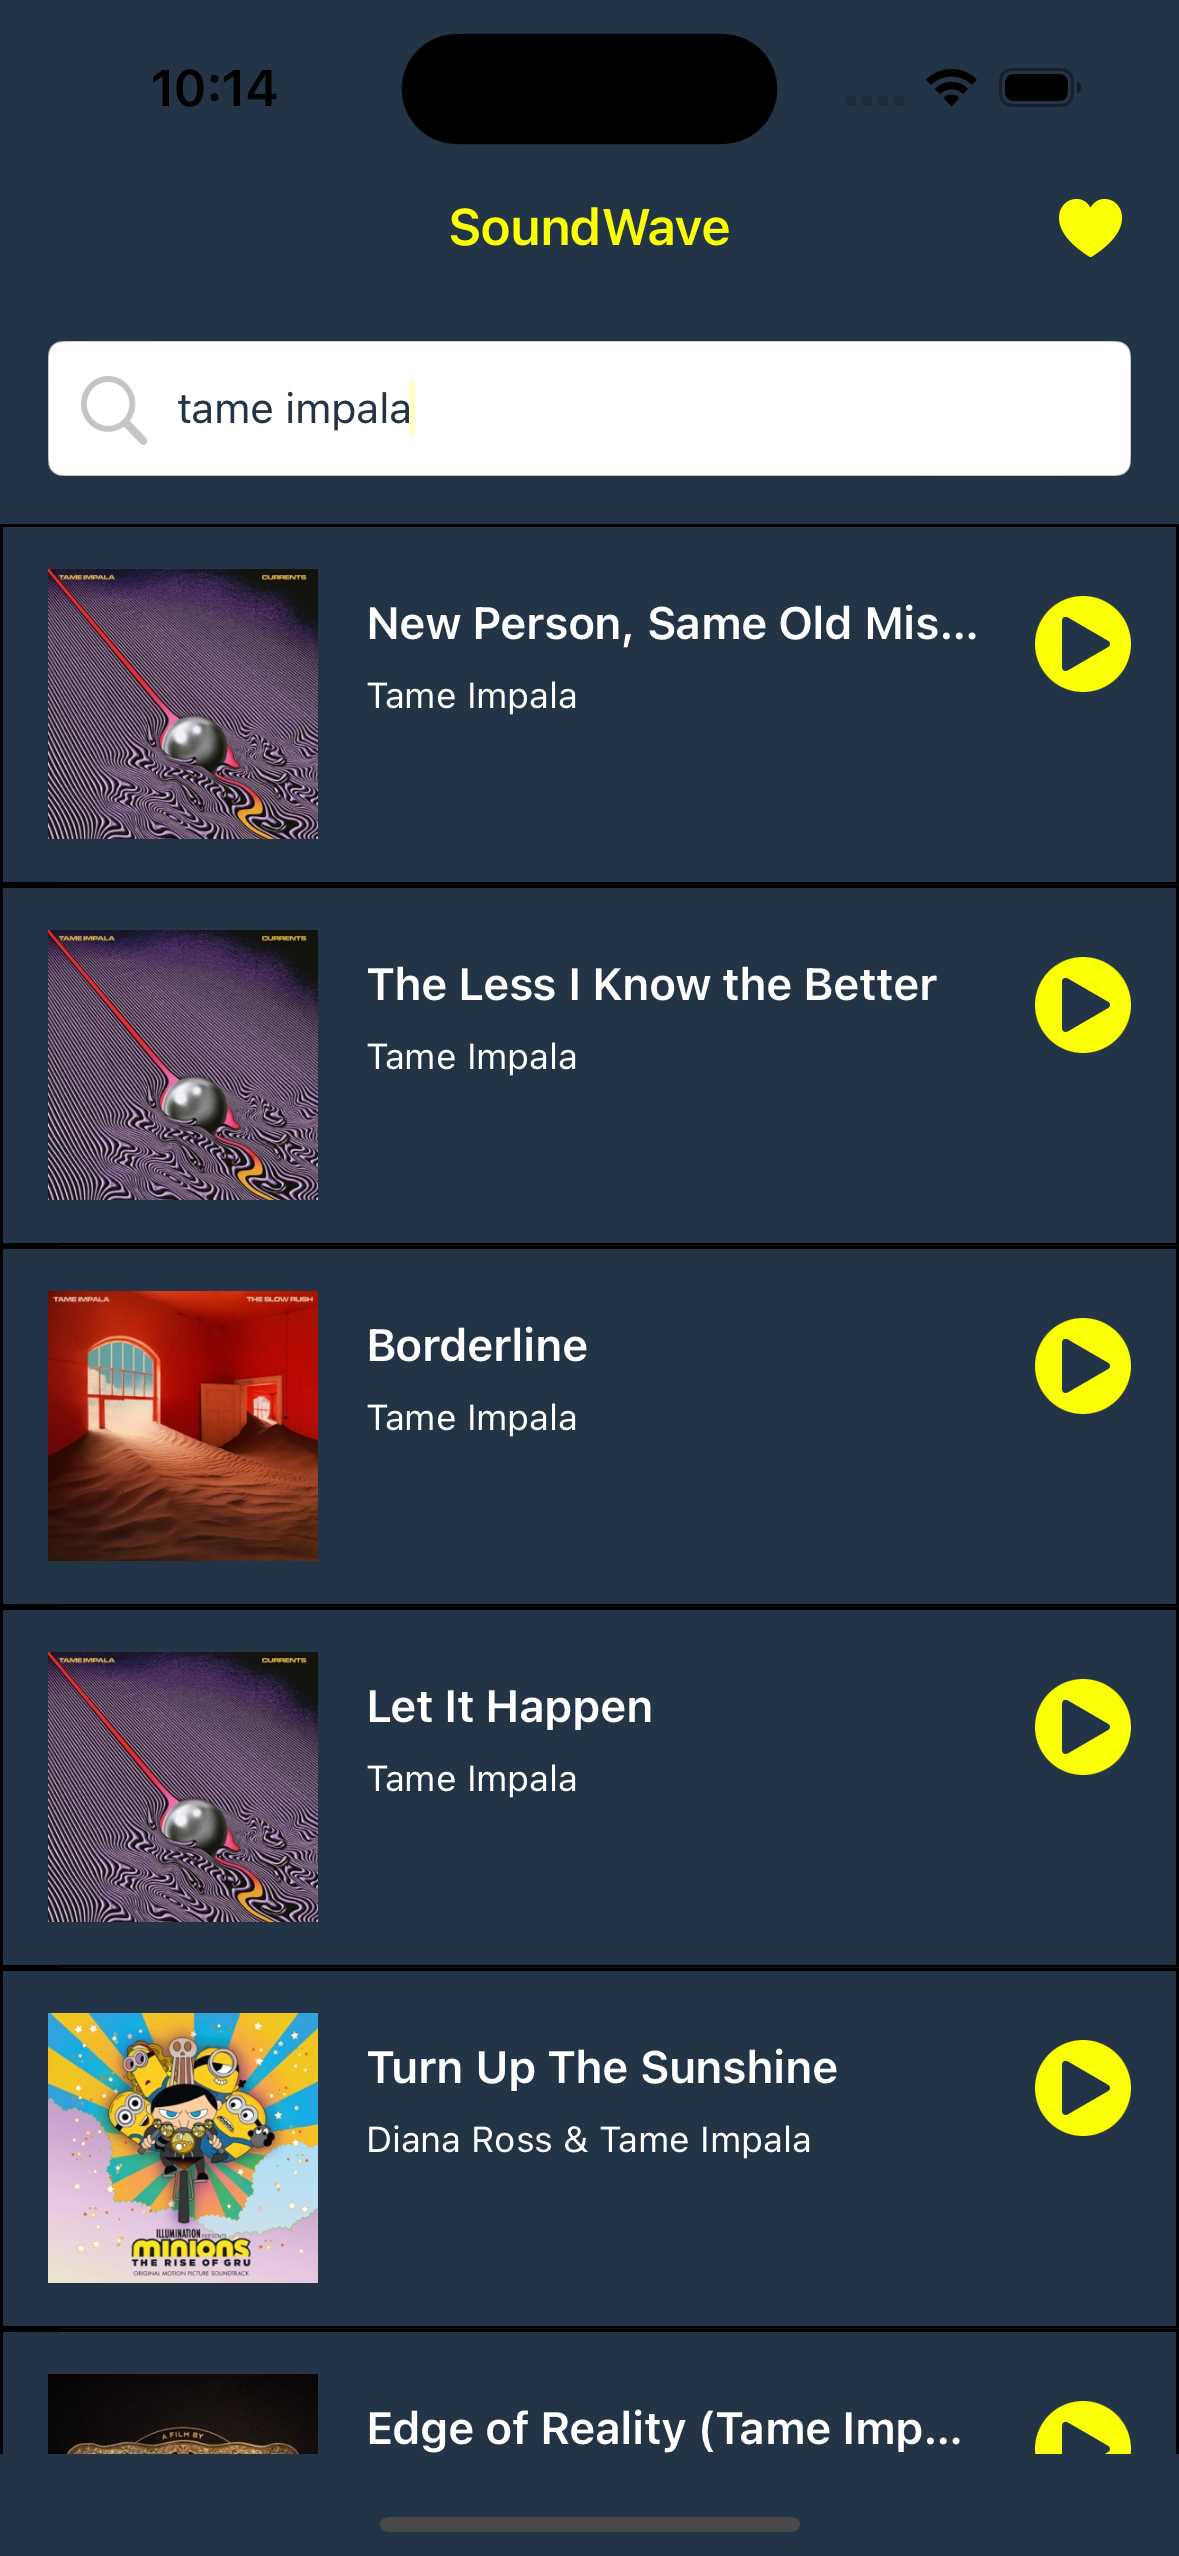 10:14
SoundWave
tame impala
TAME IMPALA CURRENTS
New Person, Same Old Mis...
Tame Impala
TAME IMPALA CURRENTS
The Less I Know the Better
Tame Impala
TAME IMPALA THE SLOW RUSH
Borderline
Tame Impala
TAME IMPALA CURRENTS
Let It Happen
Tame Impala
Turn Up The Sunshine
Diana Ross & Tame Impala
ILLUMINATION PRESENTS
minions
THE RISE OF GRU
ORIGINAL MOTION PICTURE SOUNDTRACK
A FILM BY
Edge of Reality (Tame Imp...